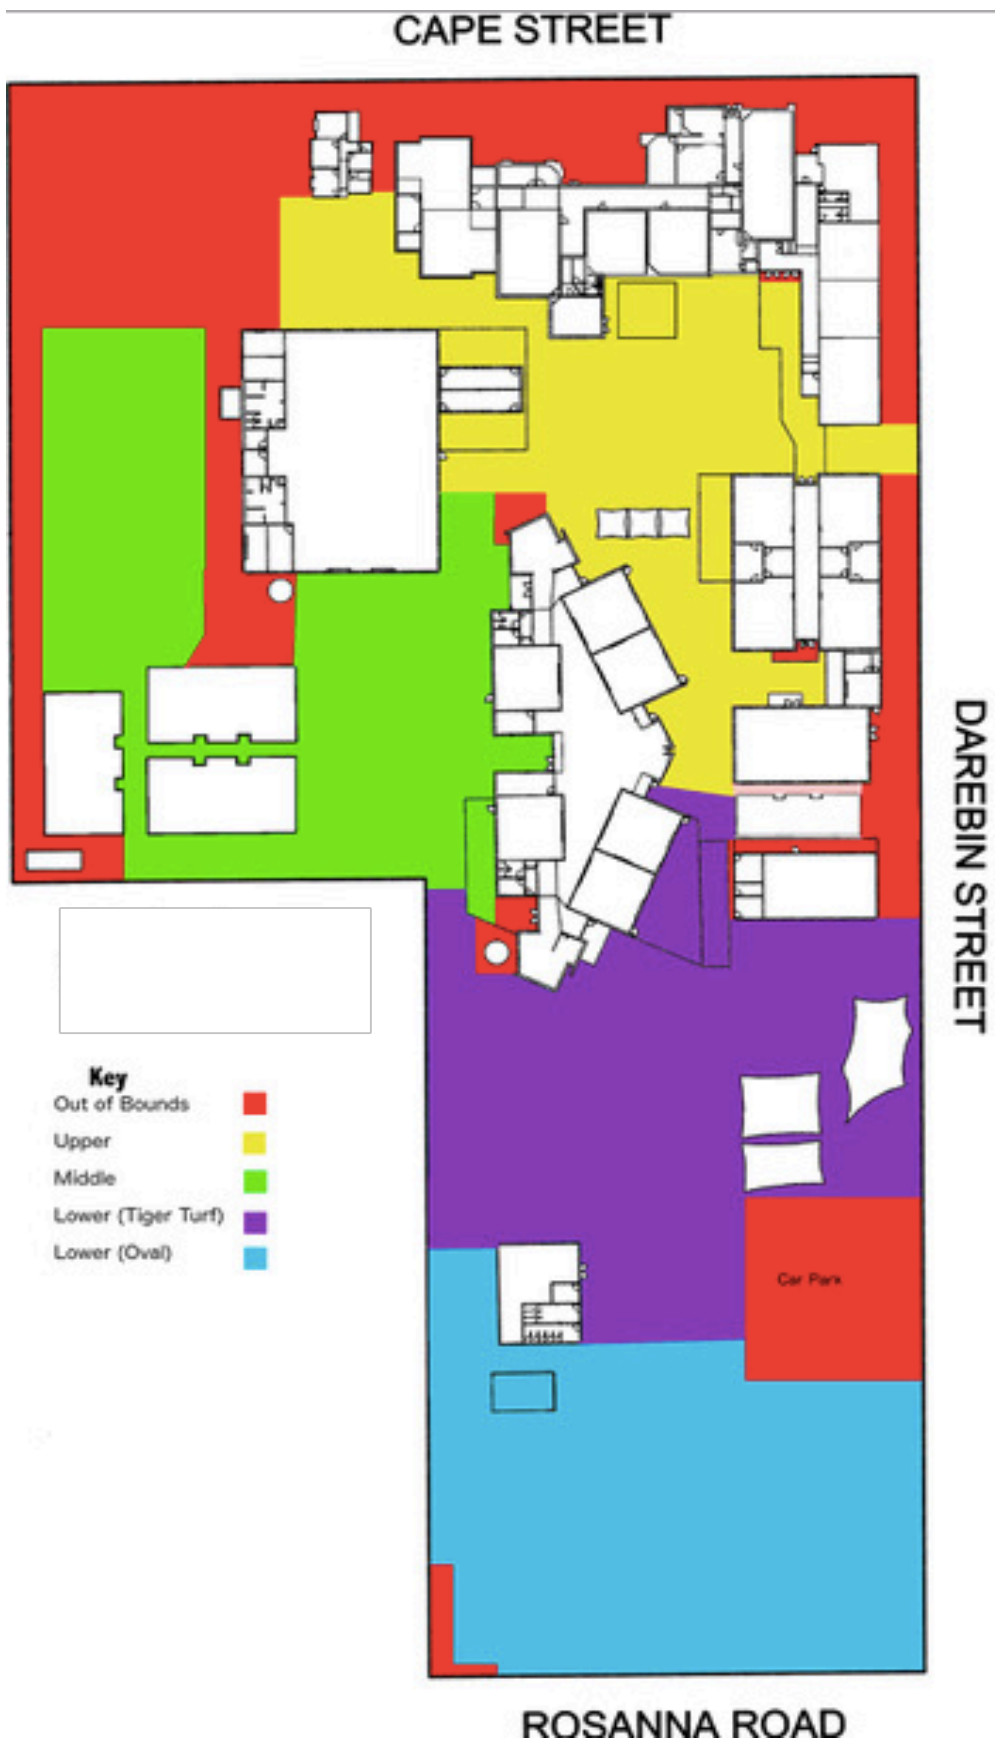 CAPE STREET
DAREBIN STREET
Key
Out of Bounds
Upper
Middle
Lower (Tiger Turf)
Lower (Oval)
Car Park
ROSANNA ROAD